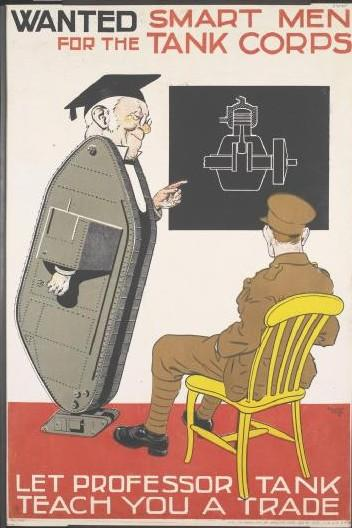 WANTED SMART MEN
FOR THE TANK CORPS
LET PROFESSOR TANK
TEACH YOU A TRADE